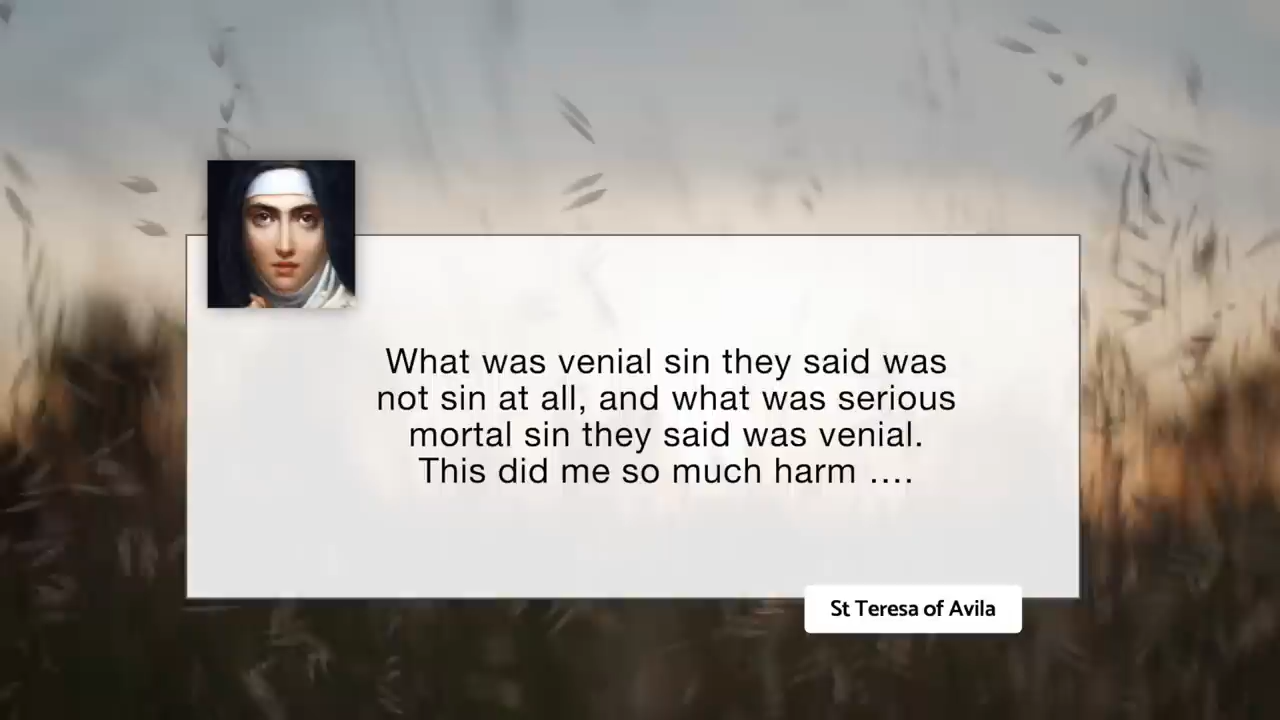 What was venial sin they said was
not sin at all, and what was serious
mortal sin they said was venial.
This did me so much harm ....
St Teresa of Avila